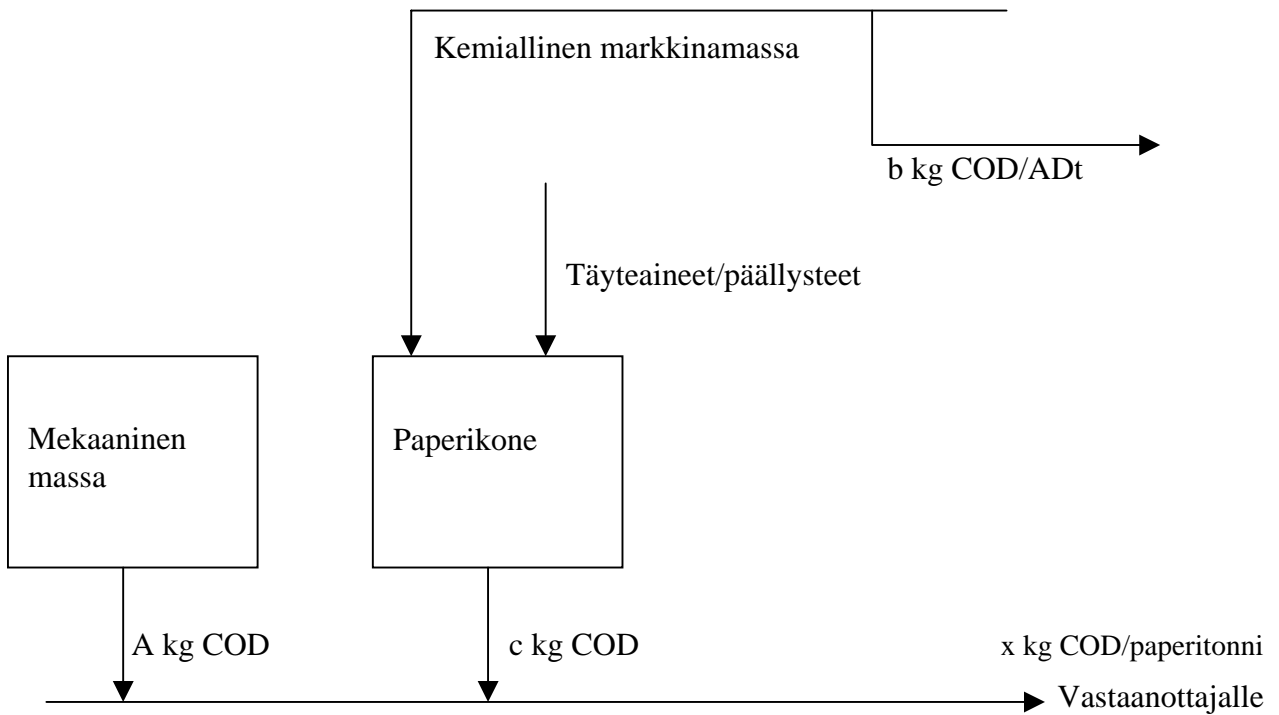 Kemiallinen markkinamassa
b kg COD/ADt
Täyteaineet/päällysteet
Mekaaninen
massa
Paperikone
A kg COD
c kg COD
x kg COD/paperitonni
Vastaanottajalle